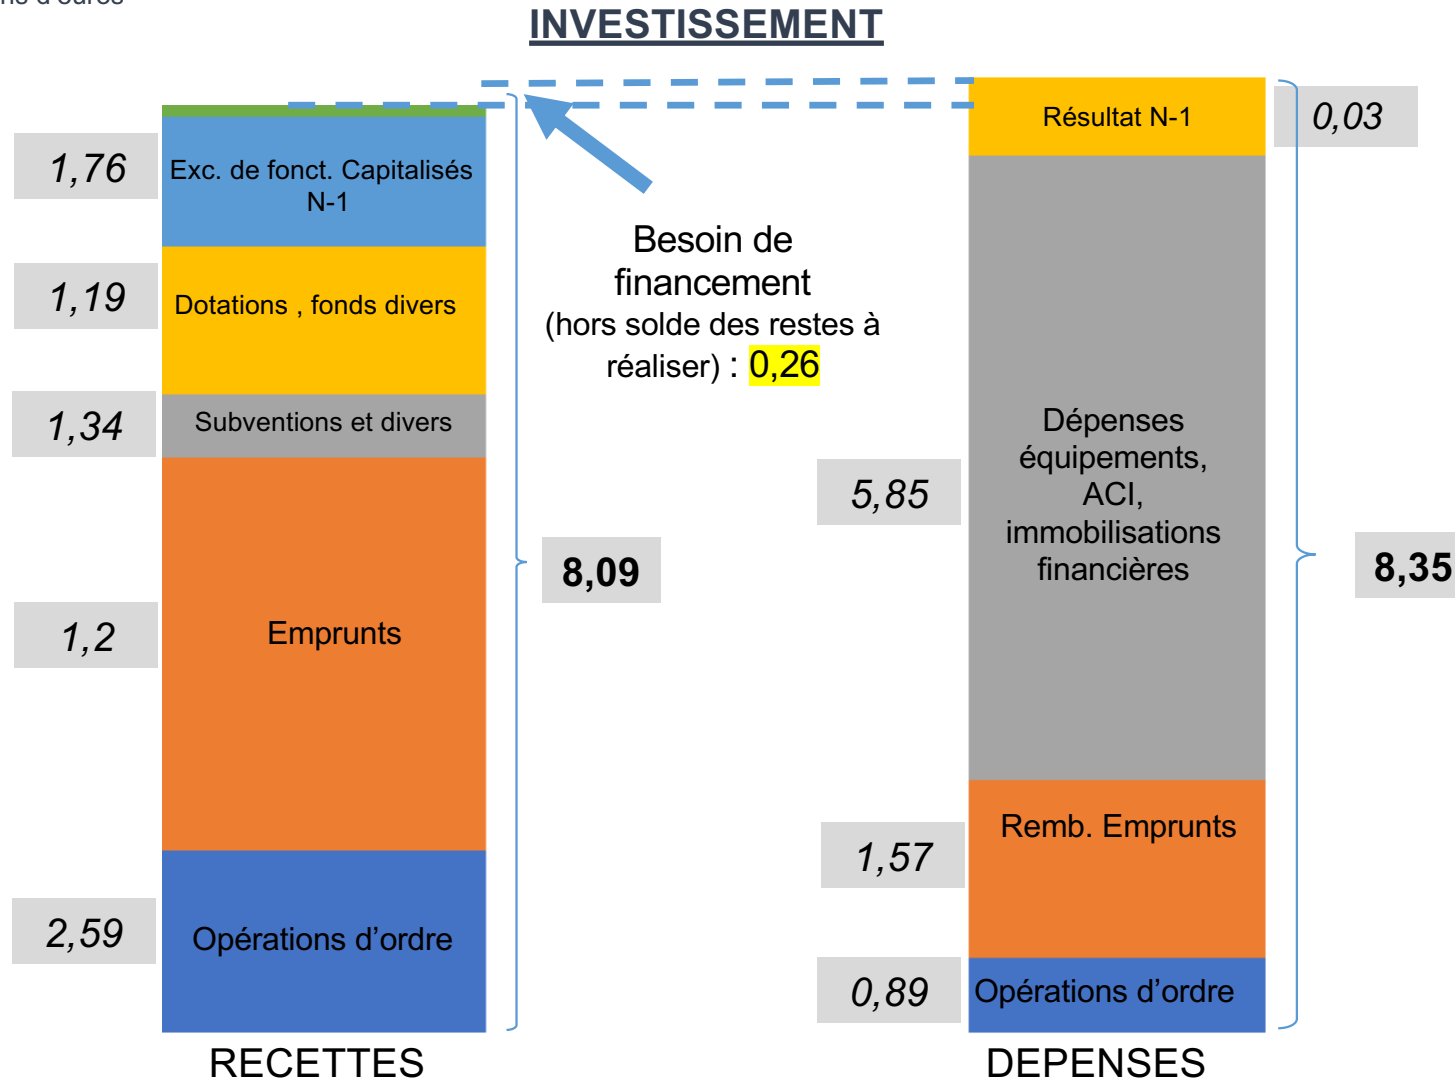 ns d'euros
INVESTISSEMENT
1,76
Exc. de fonct. Capitalisés
N-1
1,19
Dotations , fonds divers
1,34
Subventions et divers
1,2
Emprunts
2,59
Opérations d’ordre
RECETTES
8,09
Besoin de
financement
(hors solde des restes à
réaliser) : 0,26
Résultat N-1
0,03
5,85
Dépenses
équipements,
ACI,
immobilisations
financières
8,35
1,57
Remb. Emprunts
0,89
Opérations d’ordre
DEPENSES